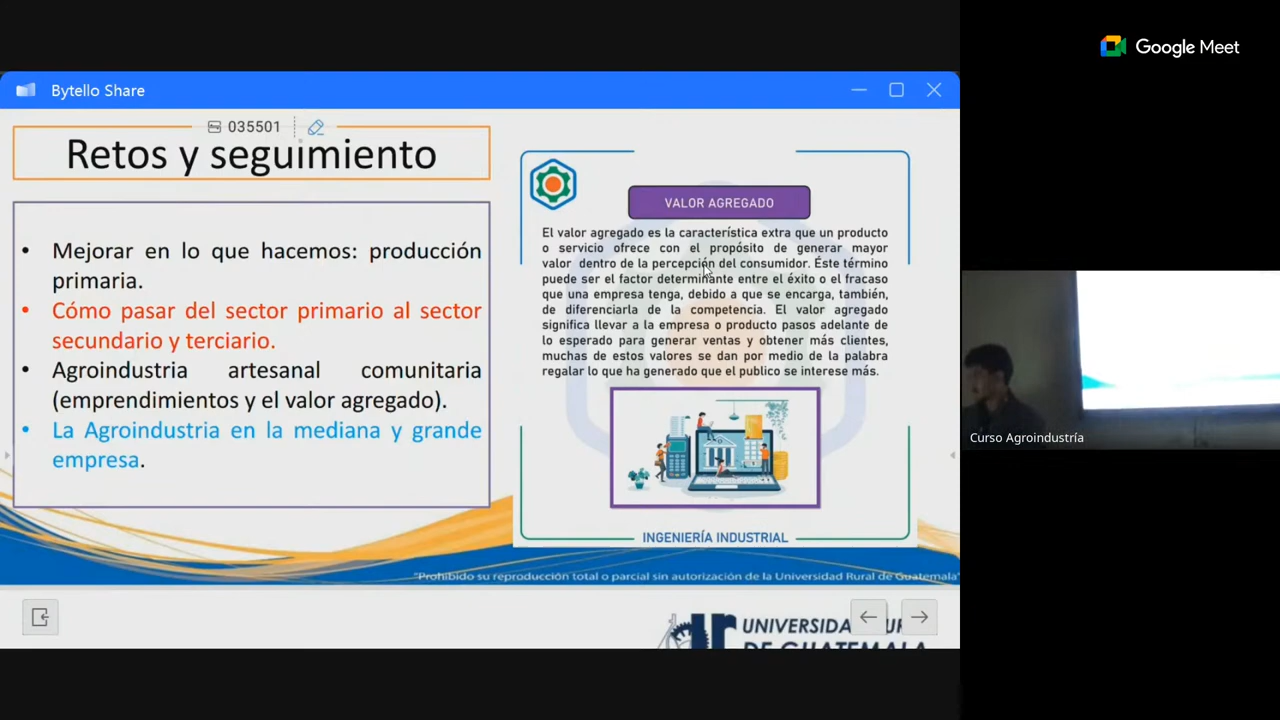 Google Meet
Bytello Share
035501
Retos y seguimiento
• Mejorar en lo que hacemos: producción
primaria.
• Cómo pasar del sector primario al sector
secundario y terciario.
• Agroindustria artesanal comunitaria
(emprendimientos y el valor agregado).
• La Agroindustria en la mediana y grande
empresa.
VALOR AGREGADO
El valor agregado es la característica extra que un producto
o servicio ofrece con el propósito de generar mayor
valor dentro de la percepción del consumidor. Éste término
puede ser el factor determinante entre el éxito o el fracaso
que una empresa tenga, debido a que se encarga, también,
de diferenciarla de la competencia. El valor agregado
significa llevar a la empresa o producto pasos adelante de
lo esperado para generar ventas y obtener más clientes,
muchas de estos valores se dan por medio de la palabra
regalar lo que ha generado que el publico se interese más.
INGENIERÍA INDUSTRIAL
"Prohibido su reproducción total o parcial sin autorización de la Universidad Rural de Guatemala"
DE GUATEMALA
Curso Agroindustría